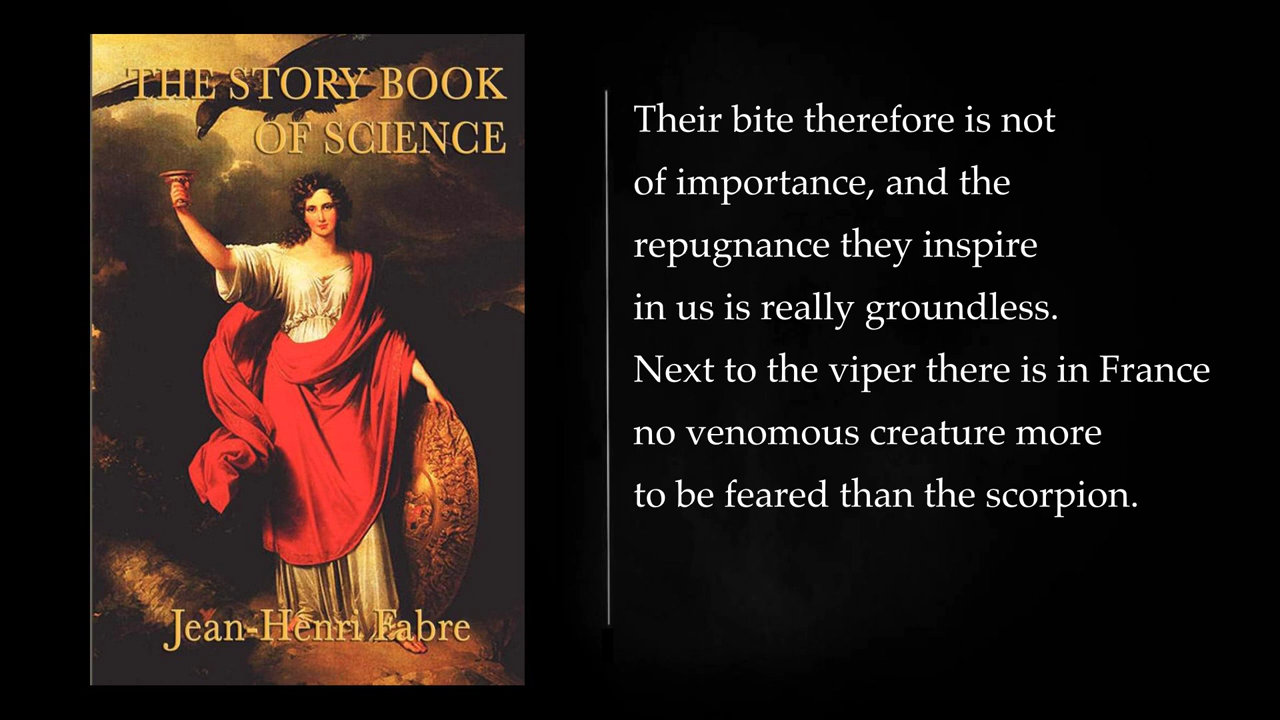 THE STORY BOOK
OF SCIENCE
Jean-Henri Fabre
Their bite therefore is not
of importance, and the
repugnance they inspire
in us is really groundless.
Next to the viper there is in France
no venomous creature more
to be feared than the scorpion.